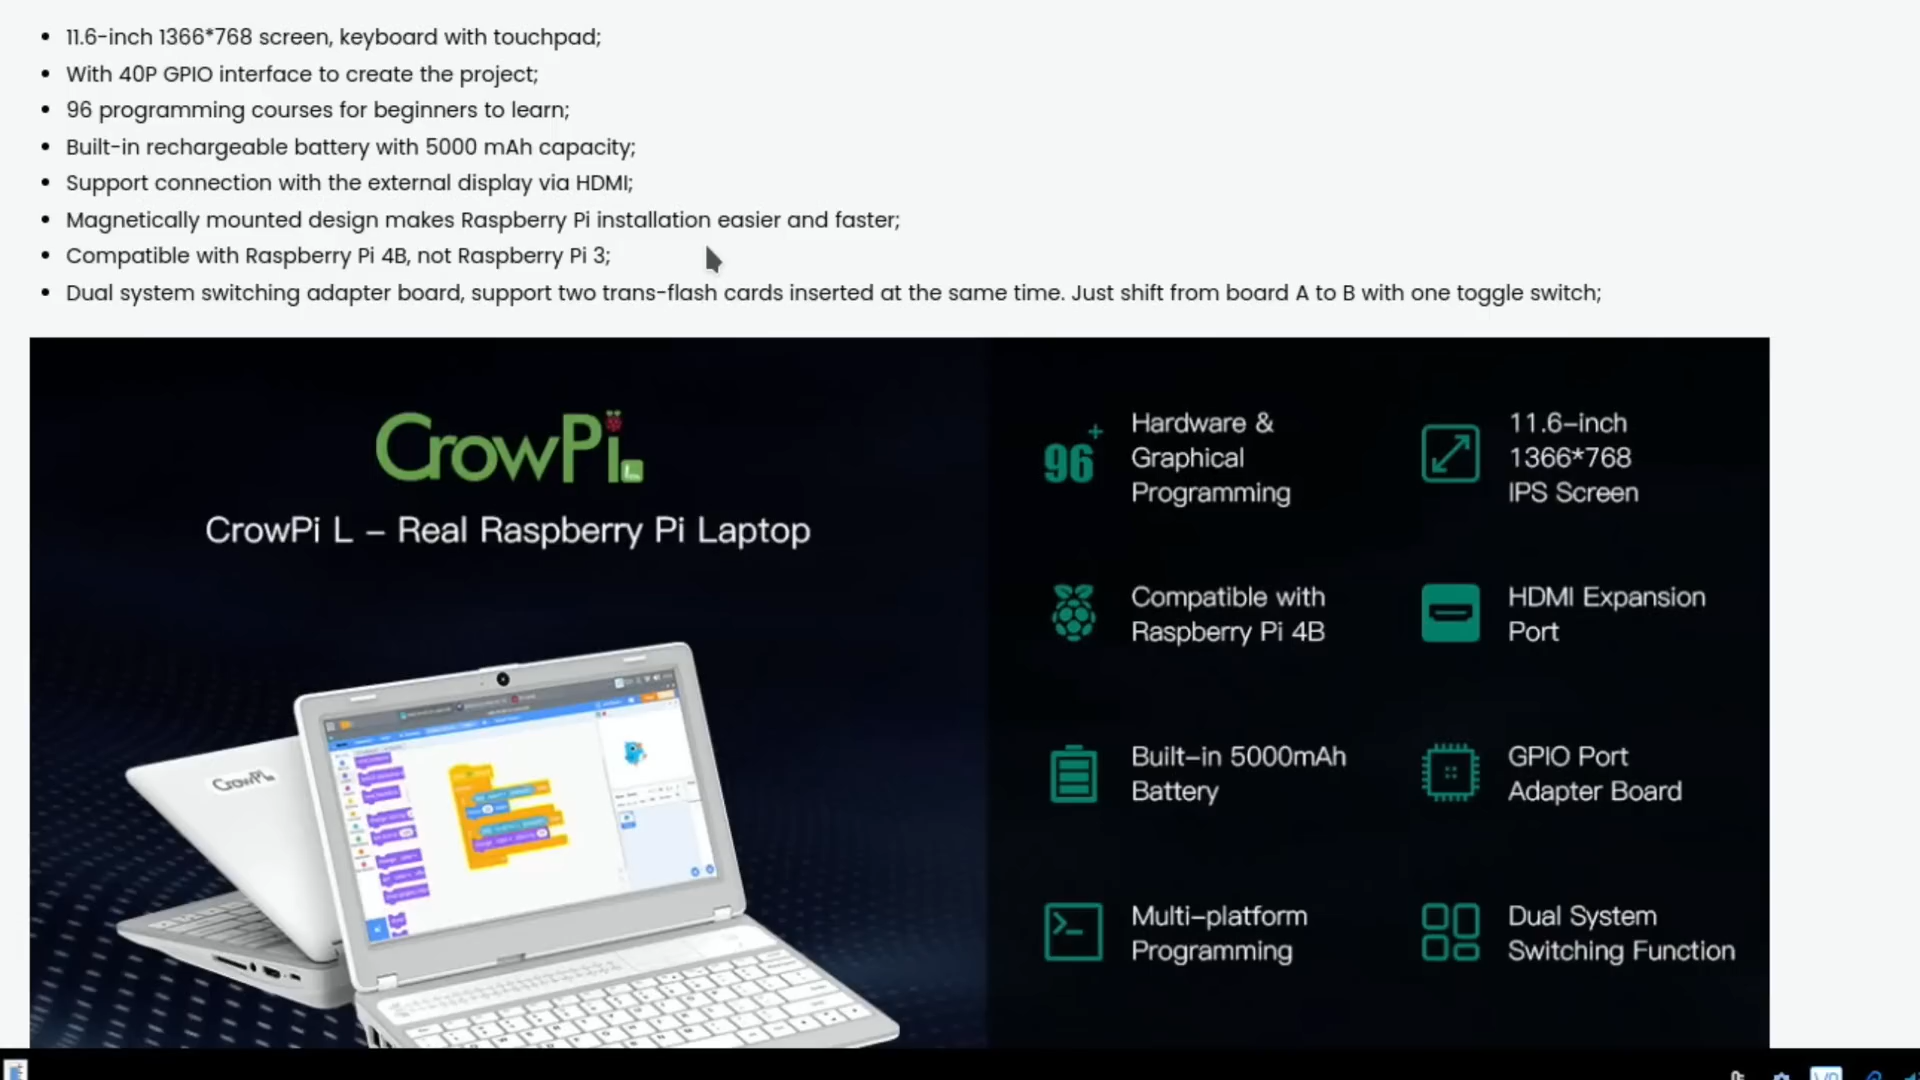 11.6-inch 1366*768 screen, keyboard with touchpad;
With 40P GPIO interface to create the project;
96 programming courses for beginners to learn;
Built-in rechargeable battery with 5000 mAh capacity;
Support connection with the external display via HDMI;
Magnetically mounted design makes Raspberry Pi installation easier and faster;
Compatible with Raspberry Pi 4B, not Raspberry Pi 3;
Dual system switching adapter board, support two trans-flash cards inserted at the same time. Just shift from board A to B with one toggle switch;
CrowPi L
CrowPi L – Real Raspberry Pi Laptop
CrowPi
96+
Hardware &
Graphical
Programming
11.6-inch
1366*768
IPS Screen
Compatible with
Raspberry Pi 4B
HDMI Expansion
Port
Built-in 5000mAh
Battery
GPIO Port
Adapter Board
Multi-platform
Programming
Dual System
Switching Function